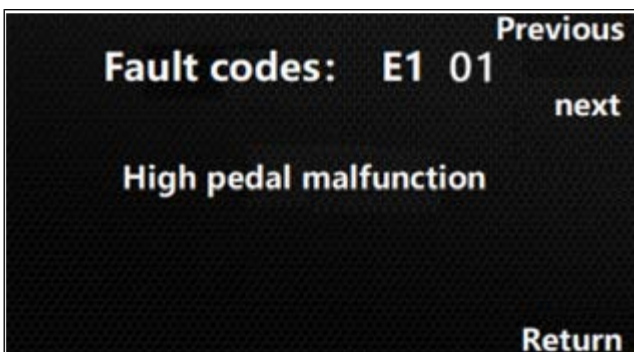 Previous
Fault codes: E1 01
next
High pedal malfunction
Return